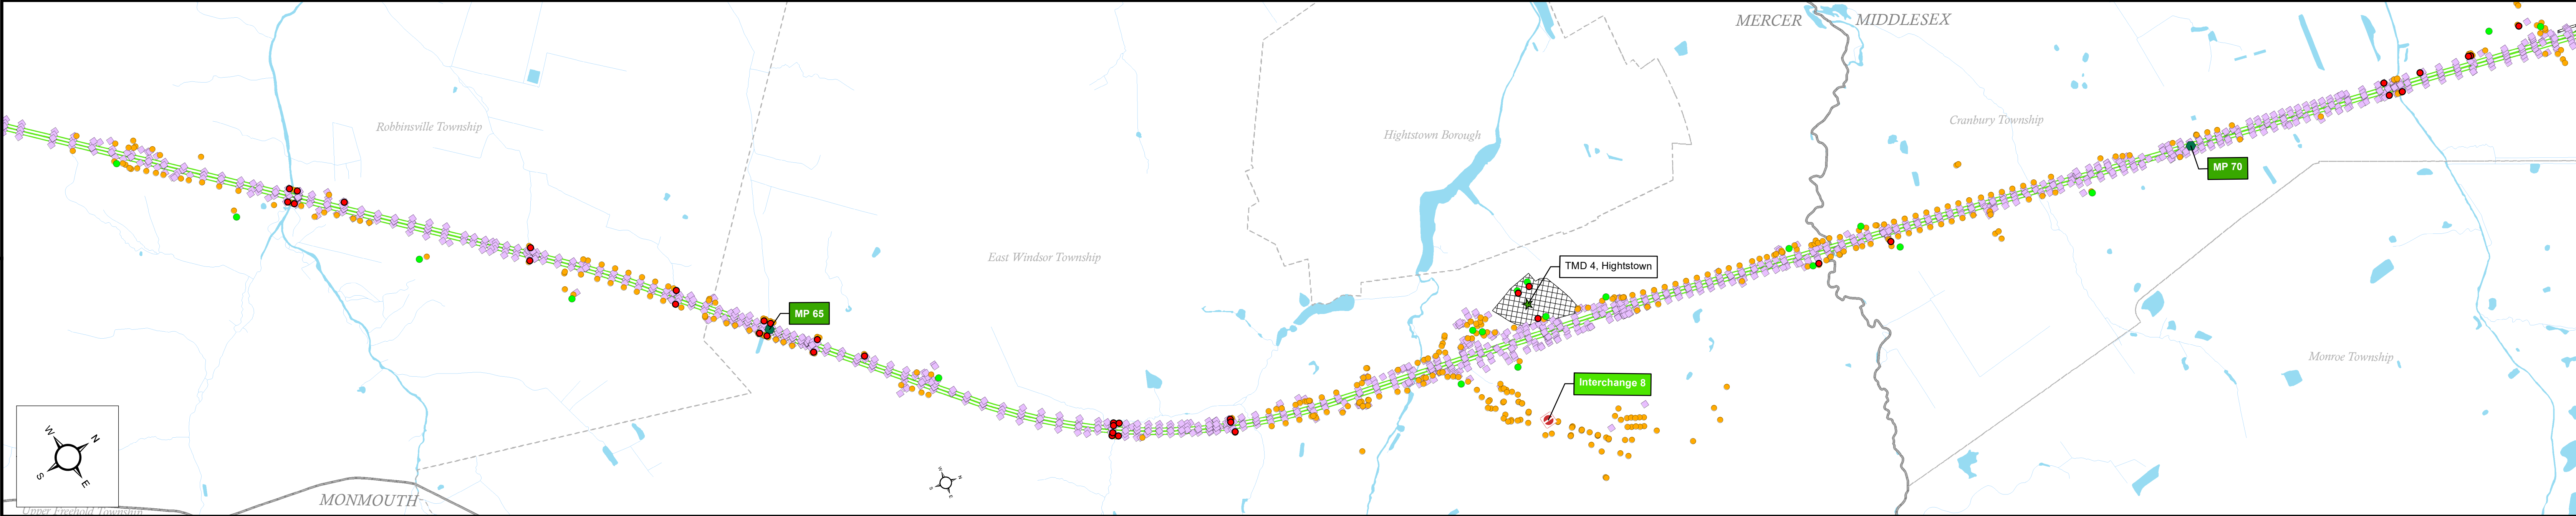 MERCER
MIDDLESEX
Robbinsville Township
Hightstown Borough
Cranbury Township
MP 70
East Windsor Township
TMD 4, Hightstown
MP 65
Monroe Township
Interchange 8
W
N
S
E
MONMOUTH
Upper Freehold Township